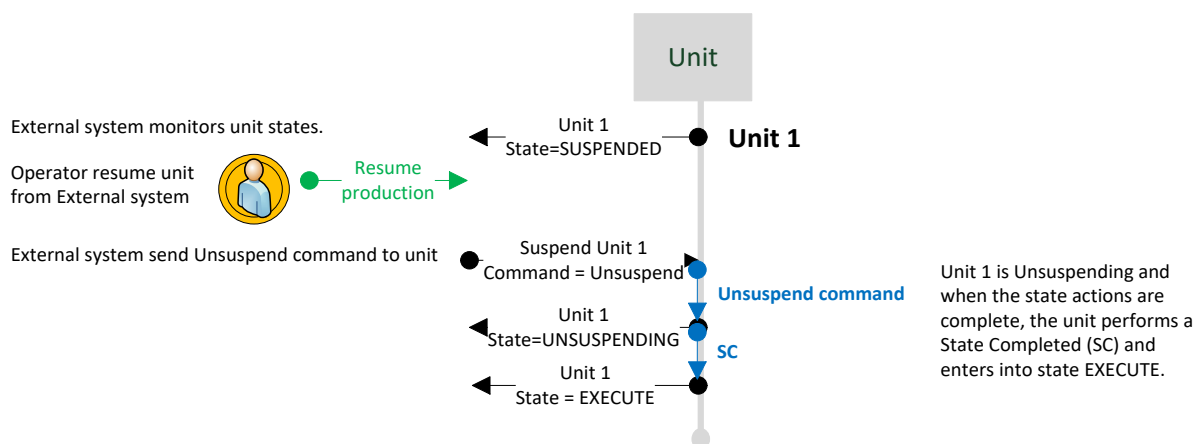 Unit
External system monitors unit states.
Unit 1
State=SUSPENDED
Unit 1
Operator resume unit
from External system
Resume
production
External system send Unsuspend command to unit
Suspend Unit 1
Command = Unsuspend
Unsuspend command
Unit 1
State=UNSUSPENDING
SC
Unit 1
State = EXECUTE
Unit 1 is Unsuspending and
when the state actions are
complete, the unit performs a
State Completed (SC) and
enters into state EXECUTE.